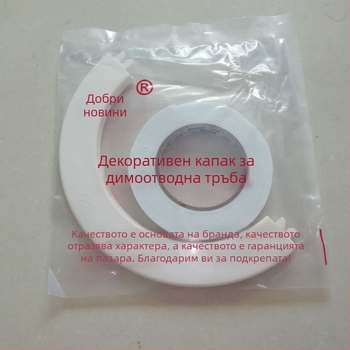 Добри
новини
®
Декоративен капак за
димоотводна тръба
Качеството е основата на бранда, качеството
отразява характера, а качеството е гаранцията
на пазара. Благодарим ви за подкрепата!